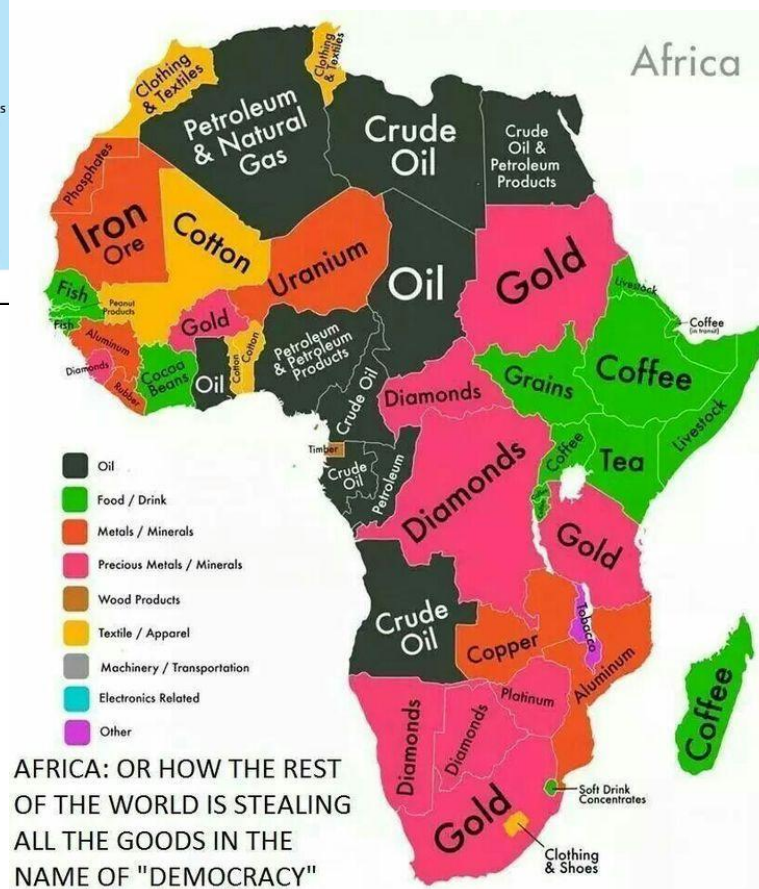 s
Africa
Clothing
& Textiles
Clothing
& Textiles
Petroleum
& Natural
Gas
Crude
Oil
Crude
Oil &
Petroleum
Products
Phosphates
Iron
Ore
Cotton
Uranium
Oil
Gold
Livestock
Coffee
(in transit)
Fish
Peanut
Products
Fish
Gold
Aluminum
Diamonds
Rubber
Cocoa
Beans
Oil
Cotton
Cotton
Petroleum
& Petroleum
Products
Crude Oil
Diamonds
Grains
Coffee
Livestock
Timber
Crude
Oil
Petroleum
Diamonds
Coffee
Tea
Gold
Crude
Oil
Copper
Tobacco
Aluminum
Diamonds
Diamonds
Platinum
Coffee
Gold
Soft Drink
Concentrates
Clothing
& Shoes
Oil
Food / Drink
Metals / Minerals
Precious Metals / Minerals
Wood Products
Textile / Apparel
Machinery / Transportation
Electronics Related
Other
AFRICA: OR HOW THE REST
OF THE WORLD IS STEALING
ALL THE GOODS IN THE
NAME OF "DEMOCRACY"